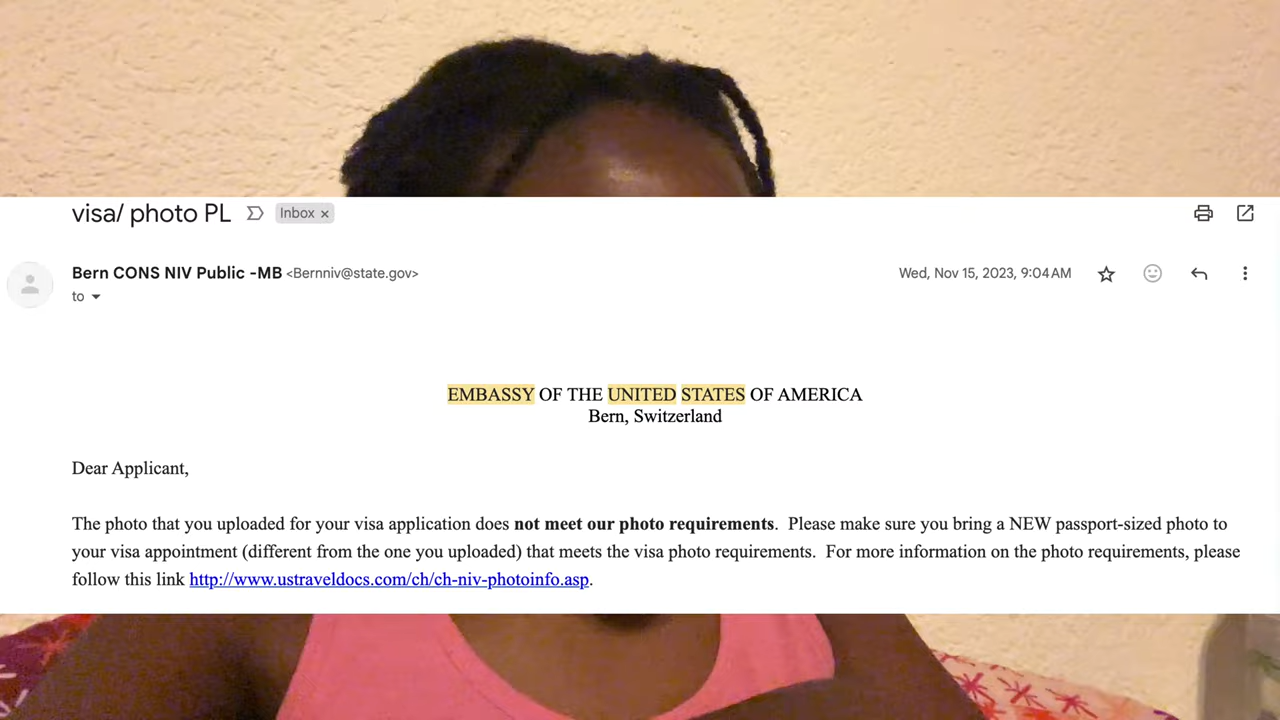 visa/ photo PL Inbox ×
Bern CONS NIV Public -MB <Bernniv@state.gov> Wed, Nov 15, 2023, 9:04 AM
to
EMBASSY OF THE UNITED STATES OF AMERICA
Bern, Switzerland
Dear Applicant,
The photo that you uploaded for your visa application does not meet our photo requirements. Please make sure you bring a NEW passport-sized photo to
your visa appointment (different from the one you uploaded) that meets the visa photo requirements. For more information on the photo requirements, please
follow this link http://www.ustraveldocs.com/ch/ch-niv-photoinfo.asp.